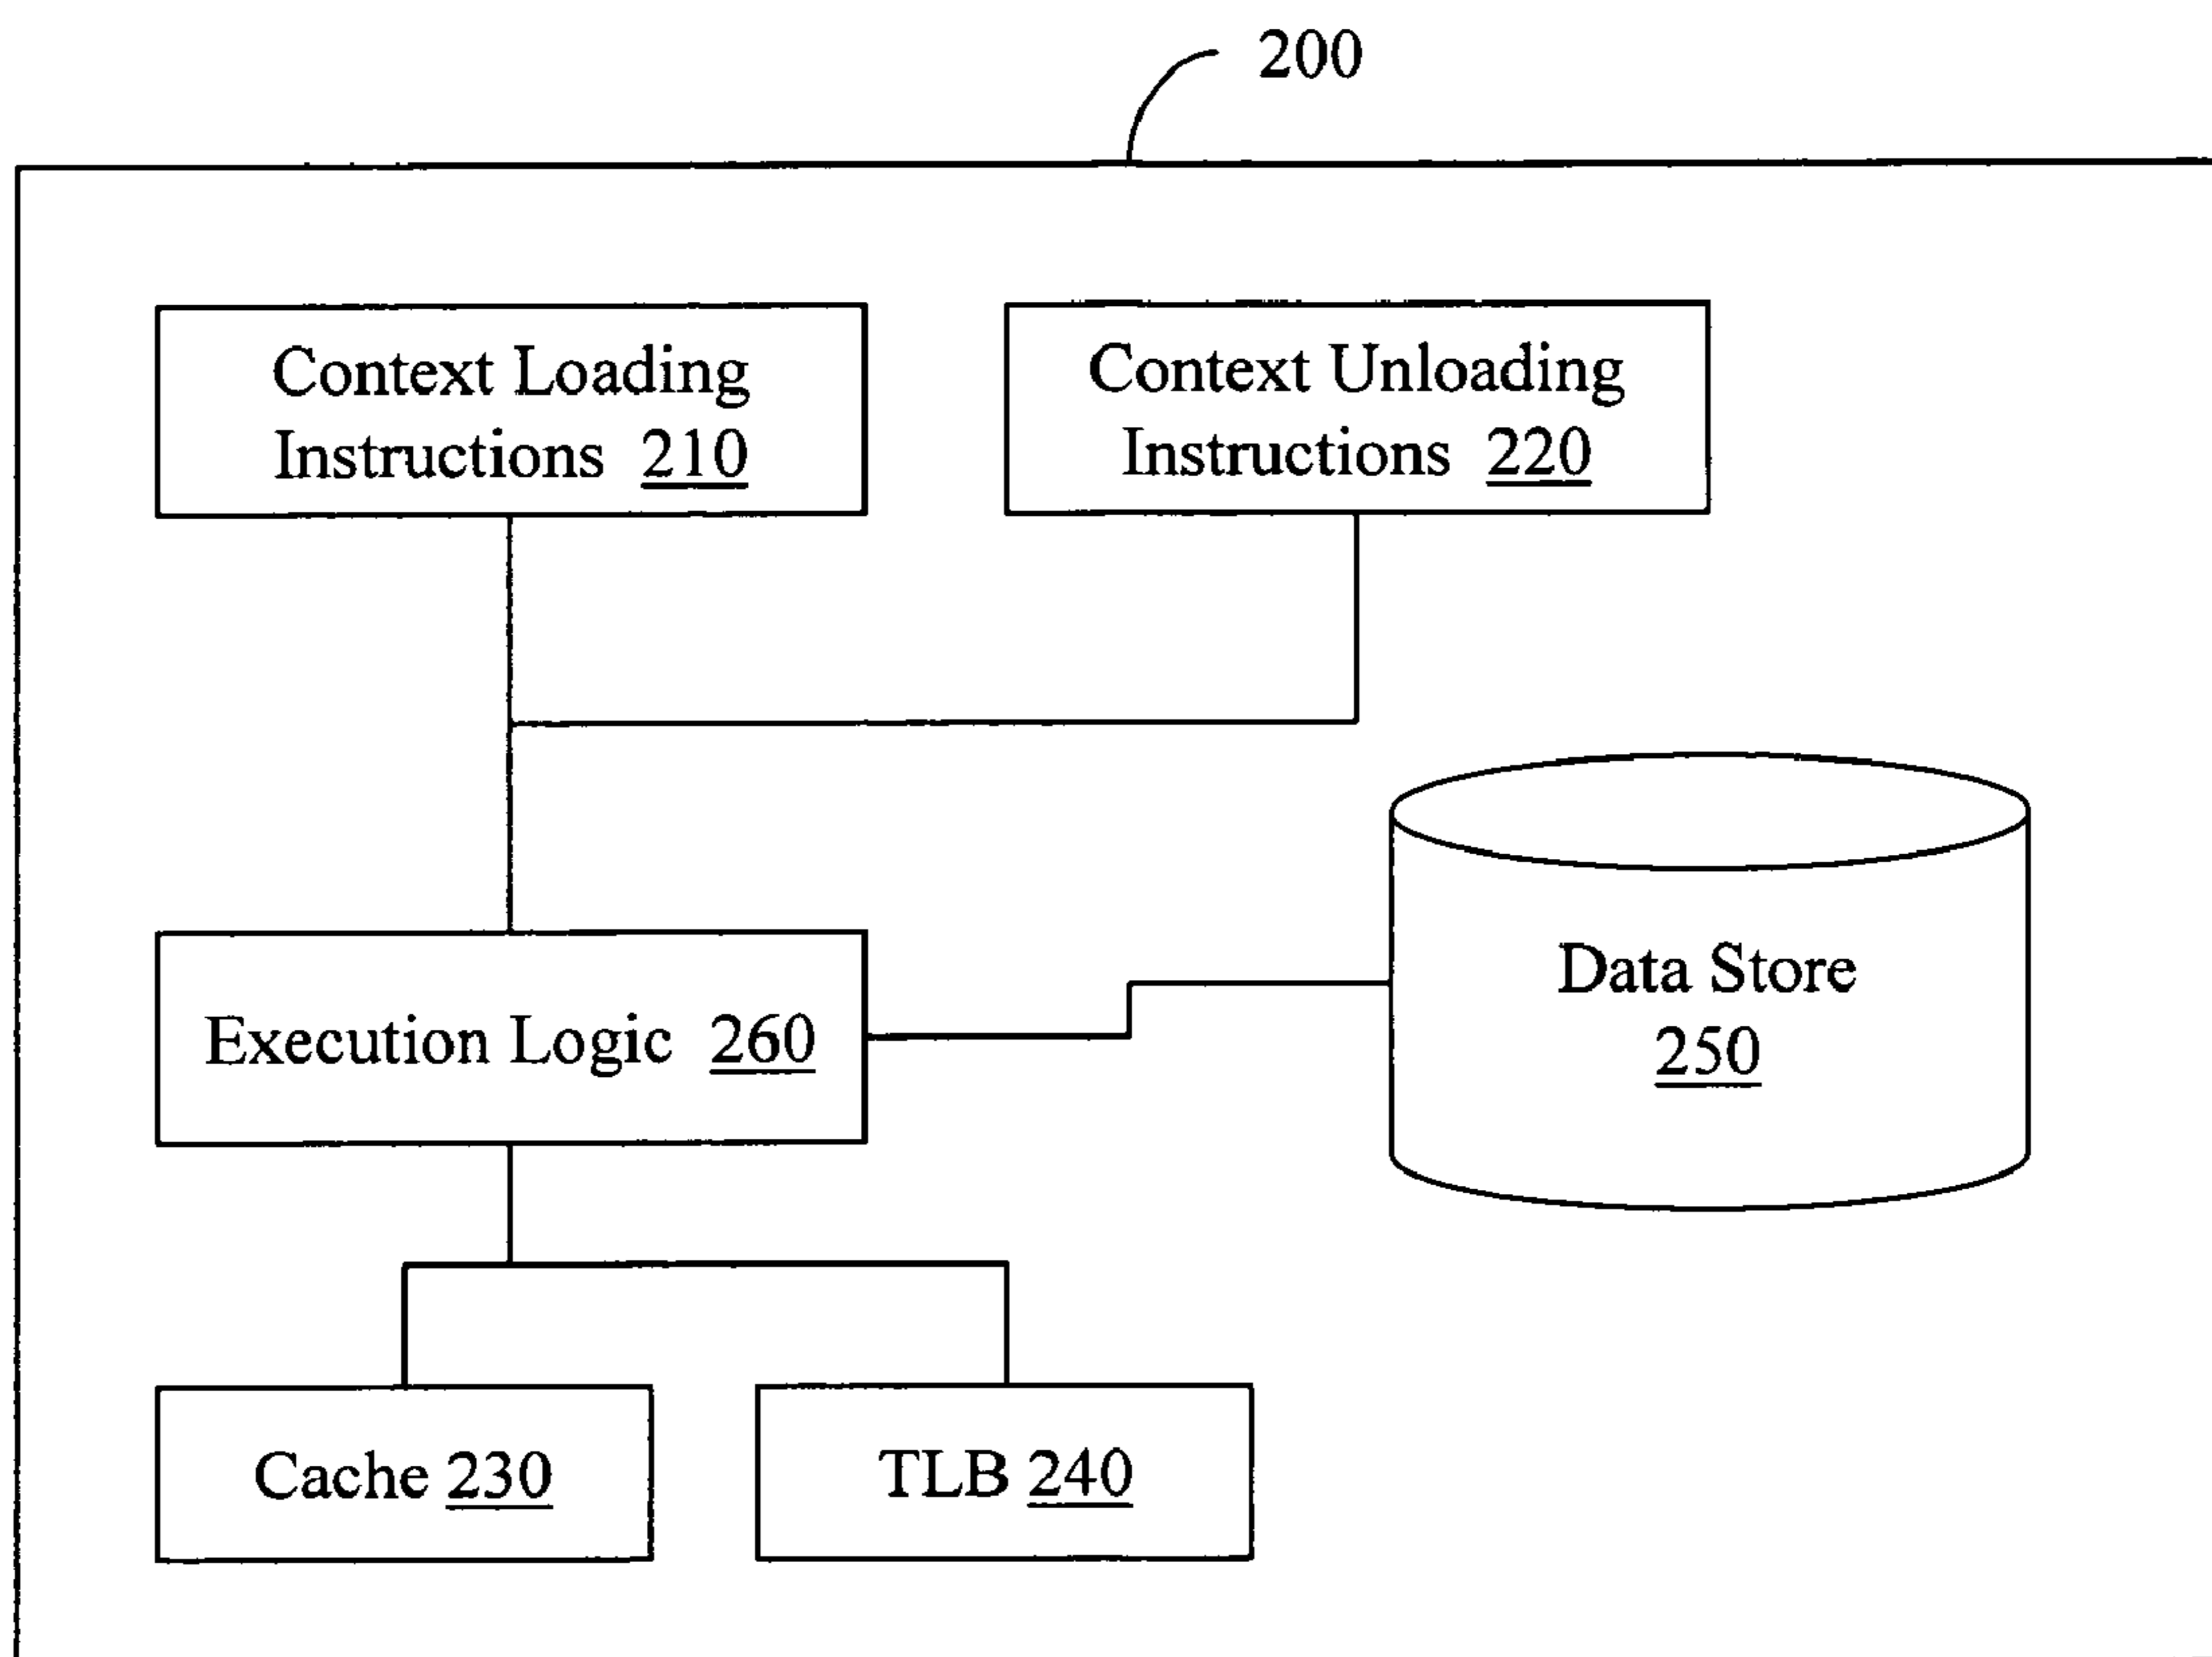 200
Context Loading
Instructions 210
Context Unloading
Instructions 220
Data Store
250
Execution Logic 260
Cache 230
TLB 240